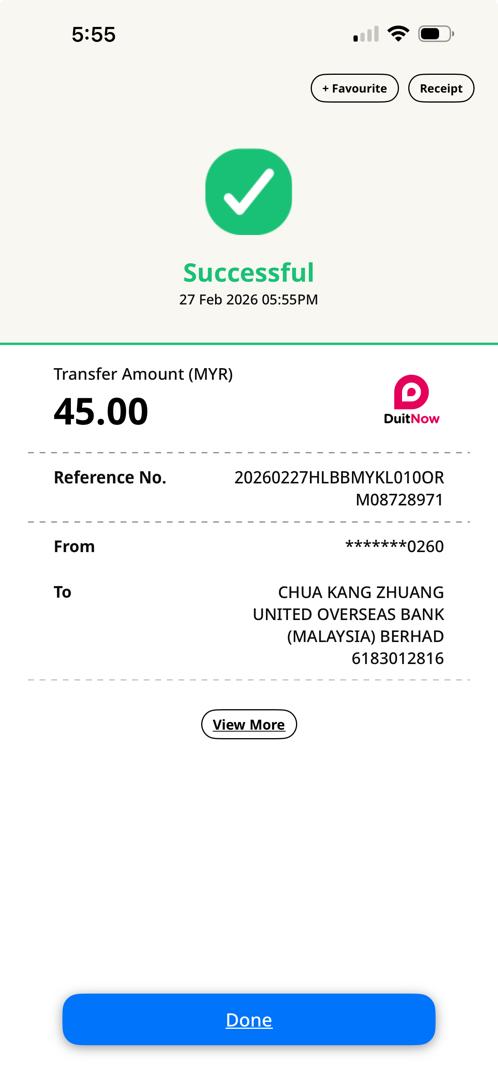 5:55
+ Favourite
Receipt
Successful
27 Feb 2026 05:55PM
Transfer Amount (MYR)
45.00
DuitNow
Reference No.
20260227HLBBMYKL010OR
M08728971
From
*******0260
To
CHUA KANG ZHUANG
UNITED OVERSEAS BANK
(MALAYSIA) BERHAD
6183012816
View More
Done